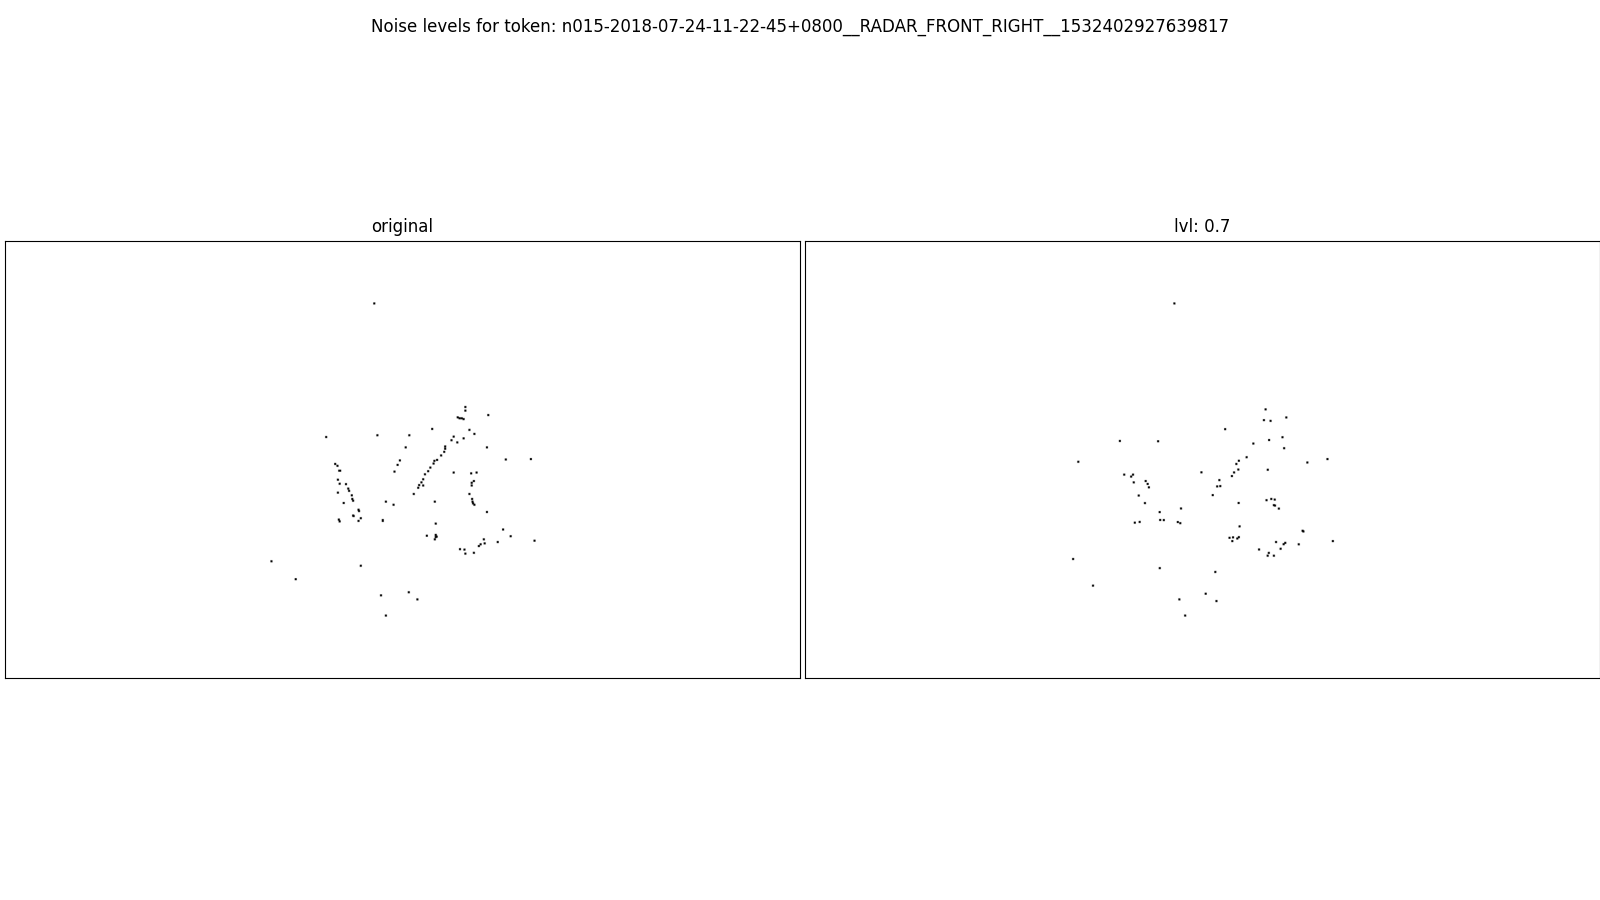 Noise levels for token: n015-2018-07-24-11-22-45+0800__RADAR_FRONT_RIGHT__1532402927639817
original
lvl: 0.7